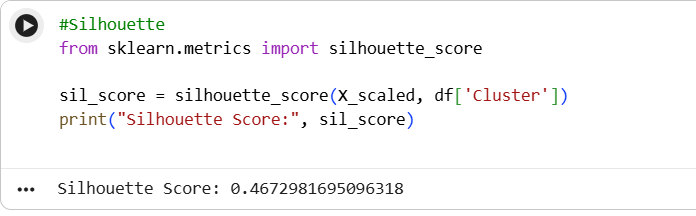 #Silhouette
from sklearn.metrics import silhouette_score
sil_score = silhouette_score(X_scaled, df['Cluster'])
print("Silhouette Score:", sil_score)
Silhouette Score: 0.4672981695096318